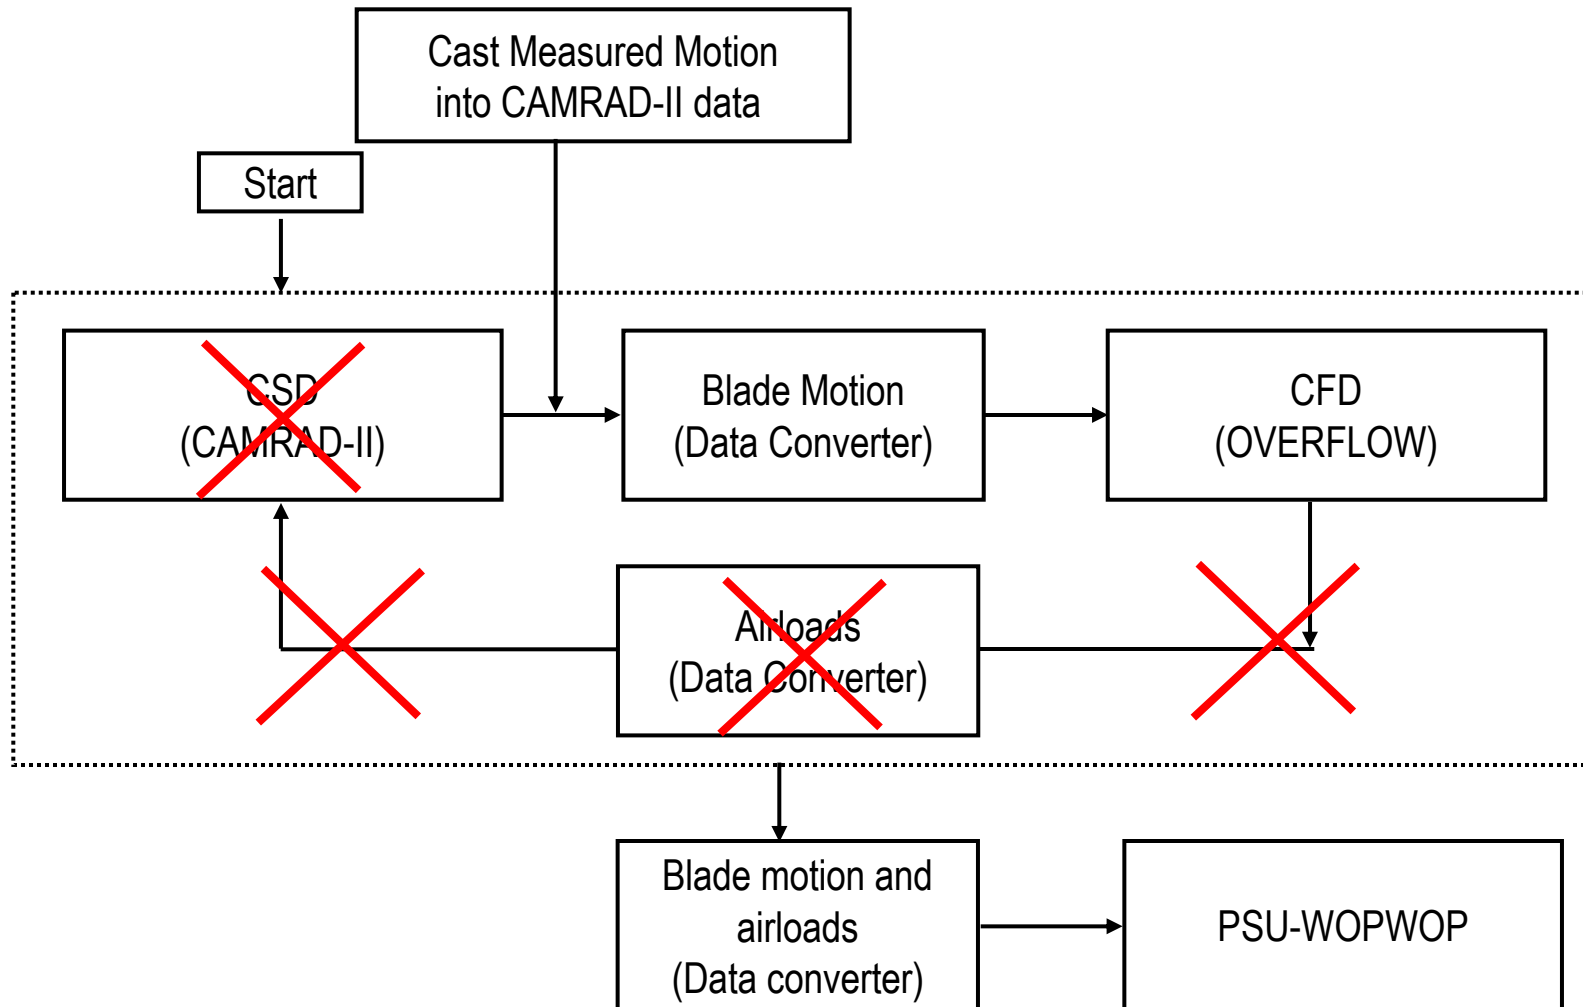 Cast Measured Motion
into CAMRAD-II data
Start
CSD
(CAMRAD-II)
Blade Motion
(Data Converter)
CFD
(OVERFLOW)
Airloads
(Data Converter)
Blade motion and
airloads
(Data converter)
PSU-WOPWOP